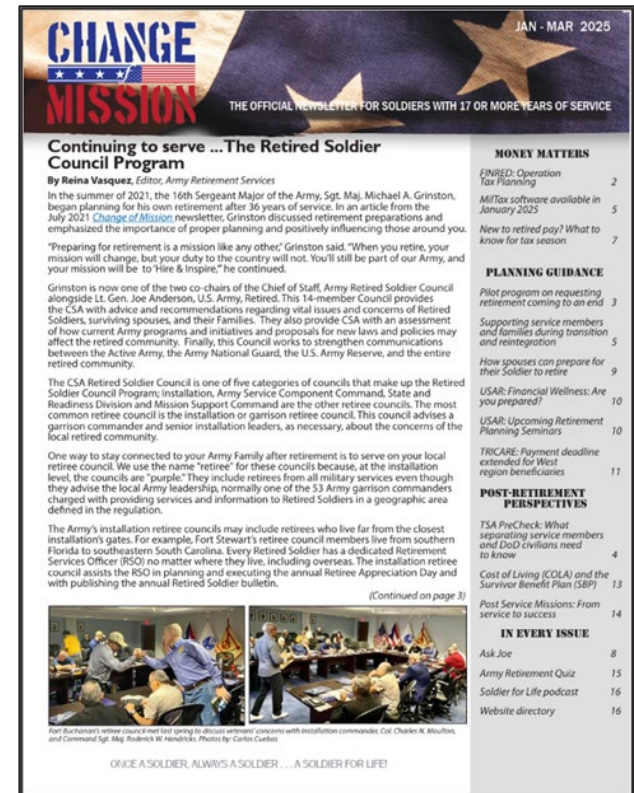 CHANGE
of
MISSION
JAN - MAR 2025
THE OFFICIAL NEWSLETTER FOR SOLDIERS WITH 17 OR MORE YEARS OF SERVICE
Continuing to serve ...The Retired Soldier
Council Program
By Reina Vasquez, Editor, Army Retirement Services
In the summer of 2021, the 16th Sergeant Major of the Army, Sgt. Maj. Michael A. Grinston,
began planning for his own retirement after 36 years of service. In an article from the
July 2021 Change of Mission newsletter, Grinston discussed retirement preparations and
emphasized the importance of proper planning and positively influencing those around you.
"Preparing for retirement is a mission like any other," Grinston said. "When you retire, your
mission will change, but your duty to the country will not. You'll still be part of our Army, and
your mission will be to 'Hire & Inspire,'" he continued.
Grinston is now one of the two co-chairs of the Chief of Staff, Army Retired Soldier Council
alongside Lt. Gen. Joe Anderson, U.S. Army, Retired. This 14-member Council provides
the CSA with advice and recommendations regarding vital issues and concerns of Retired
Soldiers, surviving spouses, and their Families. They also provide CSA with an assessment
of how current Army programs and initiatives and proposals for new laws and policies may
affect the retired community. Finally, this Council works to strengthen communications
between the Active Army, the Army National Guard, the U.S. Army Reserve, and the entire
retired community.
The CSA Retired Soldier Council is one of five categories of councils that make up the Retired
Soldier Council Program; Installation, Army Service Component Command, State and
Readiness Division and Mission Support Command are the other retiree councils. The most
common retiree council is the installation or garrison retiree council. This council advises a
garrison commander and senior installation leaders, as necessary, about the concerns of the
local retired community.
One way to stay connected to your Army Family after retirement is to serve on your local
retiree council. We use the name "retiree" for these councils because, at the installation
level, the councils are "purple." They include retirees from all military services even though
they advise the local Army leadership, normally one of the 53 Army garrison commanders
charged with providing services and information to Retired Soldiers in a geographic area
defined in the regulation.
The Army's installation retiree councils may include retirees who live far from the closest
installation's gates. For example, Fort Stewart's retiree council members live from southern
Florida to southeastern South Carolina. Every Retired Soldier has a dedicated Retirement
Services Officer (RSO) no matter where they live, including overseas. The installation retiree
council assists the RSO in planning and executing the annual Retiree Appreciation Day and
with publishing the annual Retired Soldier bulletin.
(Continued on page 3)
Fort Buchanan's retiree council met last spring to discuss veterans' concerns with installation commander, Col. Charles N. Moulton,
and Command Sgt. Maj. Roderick W. Hendricks. Photos by: Carlos Cuebas
ONCE A SOLDIER, ALWAYS A SOLDIER . . . A SOLDIER FOR LIFE!
MONEY MATTERS
FINRED: Operation
Tax Planning 2
MilTax software available in
January 2025 5
New to retired pay? What to
know for tax season 7
PLANNING GUIDANCE
Pilot program on requesting
retirement coming to an end 3
Supporting service members
and families during transition
and reintegration 5
How spouses can prepare for
their Soldier to retire 9
USAR: Financial Wellness: Are
you prepared? 10
USAR: Upcoming Retirement
Planning Seminars 10
TRICARE: Payment deadline
extended for West
region beneficiaries 11
POST-RETIREMENT
PERSPECTIVES
TSA PreCheck: What
separating service members
and DoD civilians need
to know 4
Cost of Living (COLA) and the
Survivor Benefit Plan (SBP) 13
Post Service Missions: From
service to success 14
IN EVERY ISSUE
Ask Joe 8
Army Retirement Quiz 15
Soldier for Life podcast 16
Website directory 16